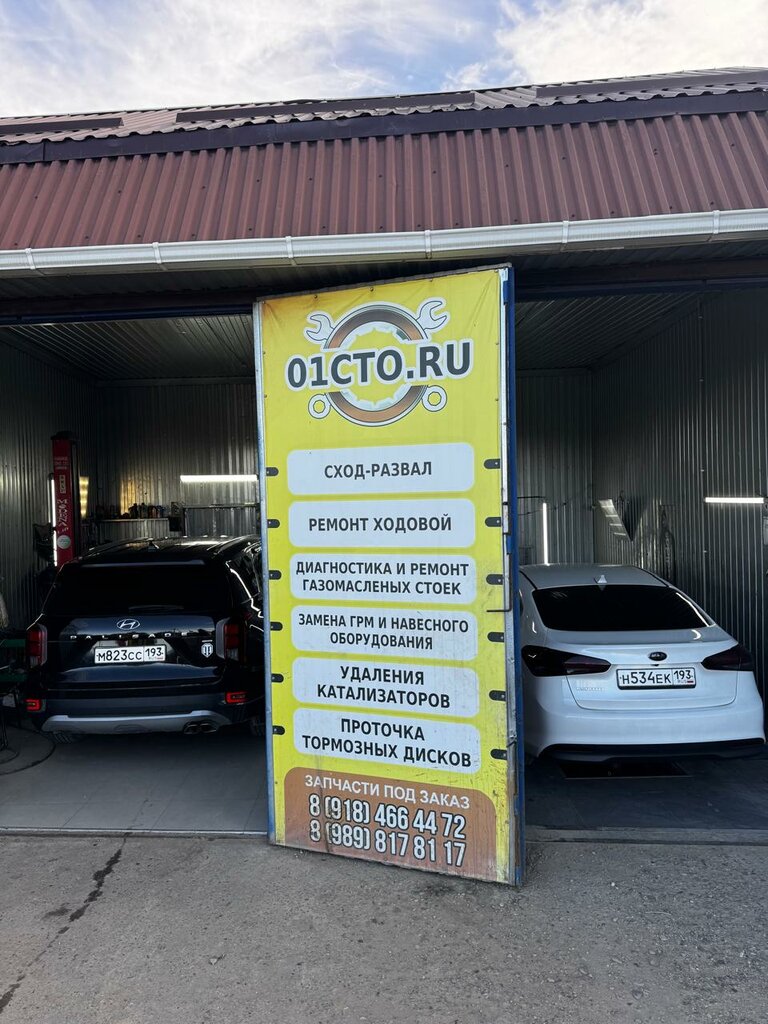 01СТО.RU
СХОД-РАЗВАЛ
РЕМОНТ ХОДОВОЙ
ДИАГНОСТИКА И РЕМОНТ
ГАЗОМАСЛЕНЫХ СТОЕК
ЗАМЕНА ГРМ И НАВЕСНОГО
ОБОРУДОВАНИЯ
УДАЛЕНИЯ
КАТАЛИЗАТОРОВ
ПРОТОЧКА
ТОРМОЗНЫХ ДИСКОВ
ЗАПЧАСТИ ПОД ЗАКАЗ
8 (918) 466 44 72
8 (989) 817 81 17
М823СС 193
Н534ЕК 193